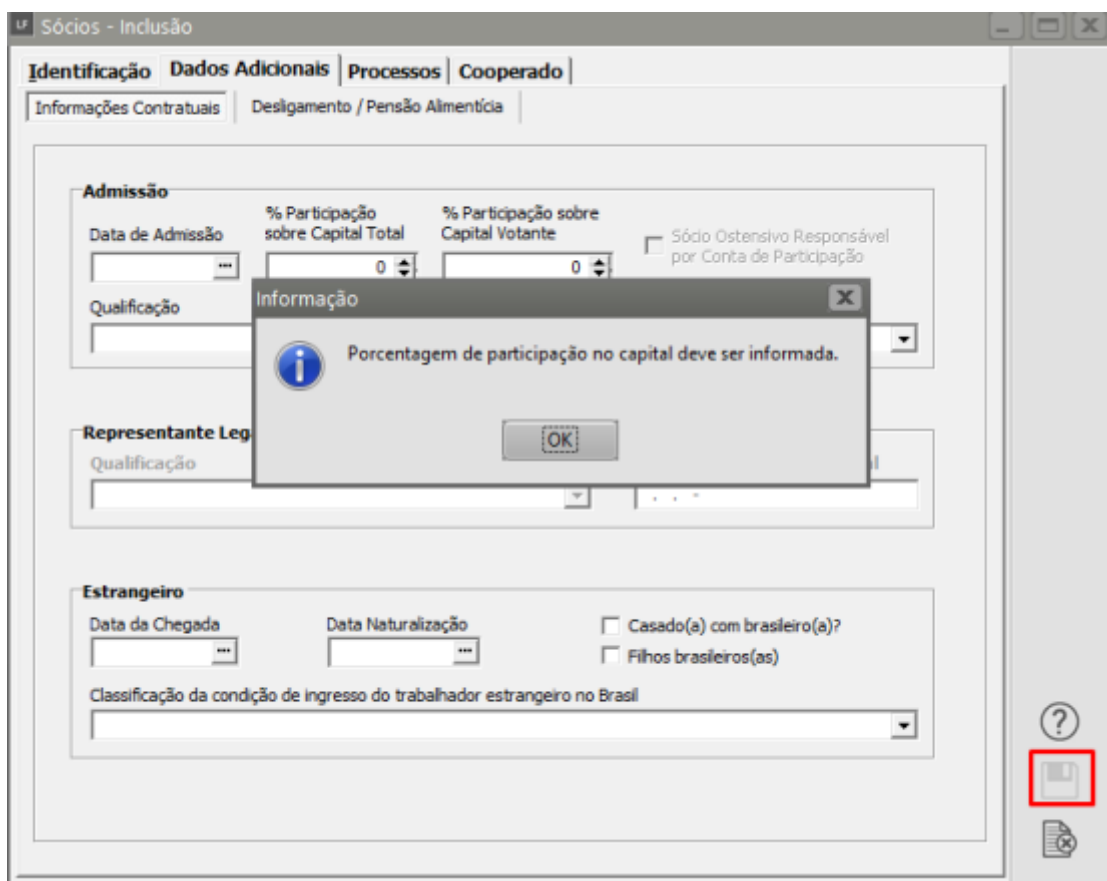 LF Sócios - Inclusão
Identificação Dados Adicionais Processos Cooperado
Informações Contratuais Desligamento / Pensão Alimentícia
Admissão
Data de Admissão
% Participação
sobre Capital Total
% Participação sobre
Capital Votante
Sócio Ostensivo Responsável
por Conta de Participação
0
0
Qualificação
Informação
Porcentagem de participação no capital deve ser informada.
OK
Representante Leg
Qualificação
. . -
Estrangeiro
Data da Chegada
Data Naturalização
Casado(a) com brasileiro(a)?
Filhos brasileiros(as)
Classificação da condição de ingresso do trabalhador estrangeiro no Brasil